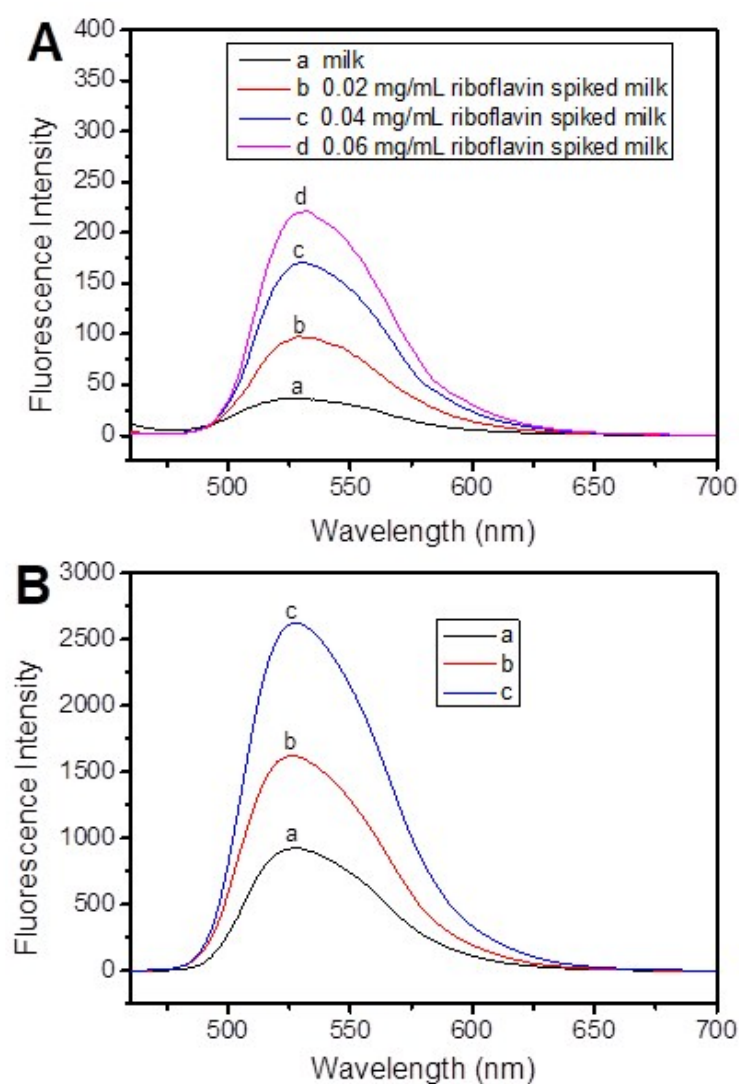 A
400
350
300
250
200
150
100
50
0
Fluorescence Intensity
a milk
b 0.02 mg/mL riboflavin spiked milk
c 0.04 mg/mL riboflavin spiked milk
d 0.06 mg/mL riboflavin spiked milk
d
c
b
a
500 550 600 650 700
Wavelength (nm)
B
3000
2500
2000
1500
1000
500
0
Fluorescence Intensity
a
b
c
c
b
a
500 550 600 650 700
Wavelength (nm)